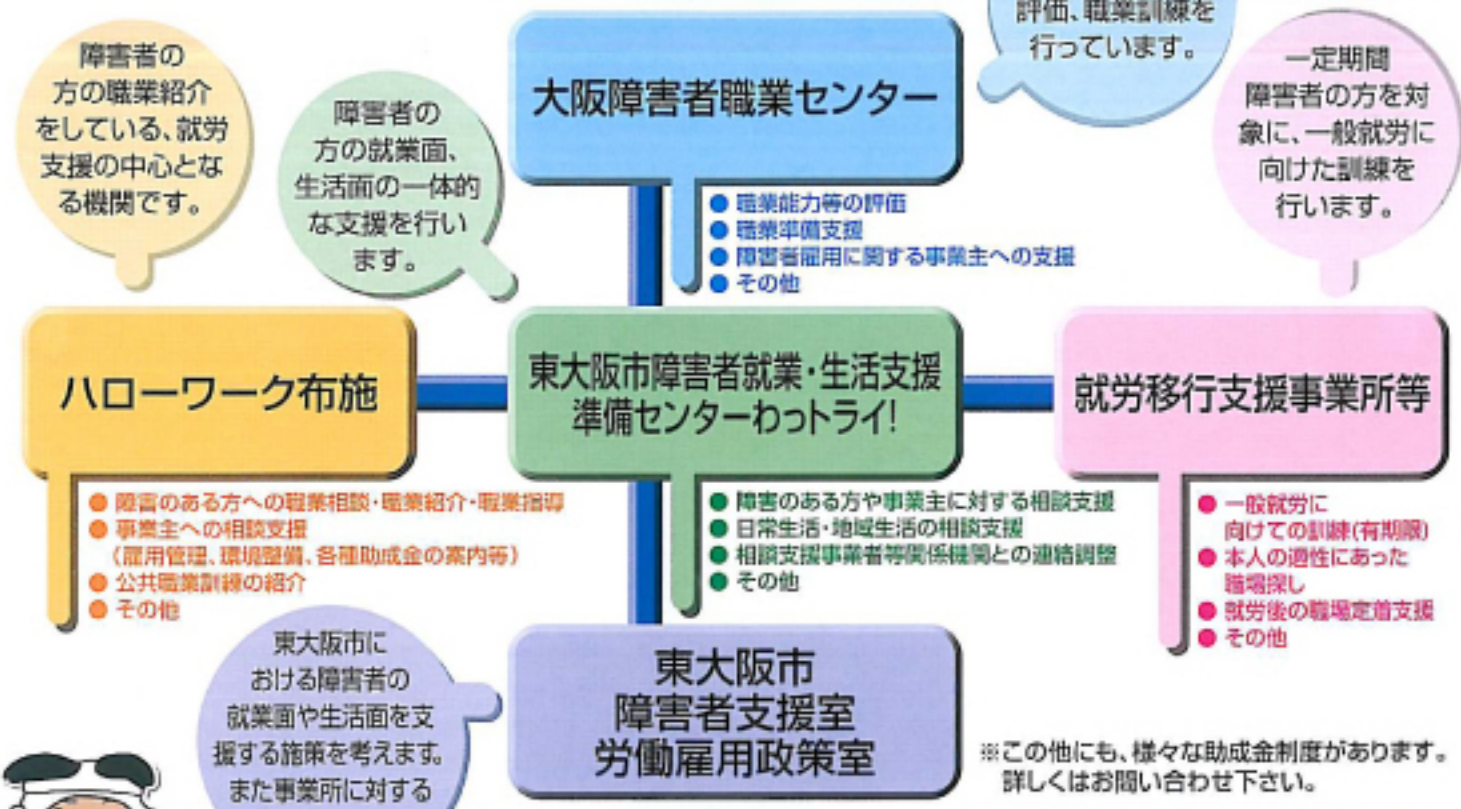 評価、職業訓練を
行っています。
障害者の
方の職業紹介
をしている、就労
支援の中心とな
る機関です。
障害者の
方の就業面、
生活面の一体的
な支援を行い
ます。
大阪障害者職業センター
一定期間
障害者の方を対
象に、一般就労に
向けた訓練を
行います。
● 職業能力等の評価
● 職業準備支援
● 障害者雇用に関する事業主への支援
● その他
ハローワーク布施
東大阪市障害者就業・生活支援
準備センターわっトライ!
就労移行支援事業所等
● 障害のある方への職業相談・職業紹介・職業指導
● 事業主への相談支援
(雇用管理、環境整備、各種助成金の案内等)
● 公共職業訓練の紹介
● その他
● 障害のある方や事業主に対する相談支援
● 日常生活・地域生活の相談支援
● 相談支援事業者等関係機関との連絡調整
● その他
● 一般就労に
向けての訓練(有期限)
● 本人の適性にあった
職場探し
● 就労後の職場定着支援
● その他
東大阪市に
おける障害者の
就業面や生活面を支
援する施策を考えます。
また事業所に対する
東大阪市
障害者支援室
労働雇用政策室
※この他にも、様々な助成金制度があります。
詳しくはお問い合わせ下さい。